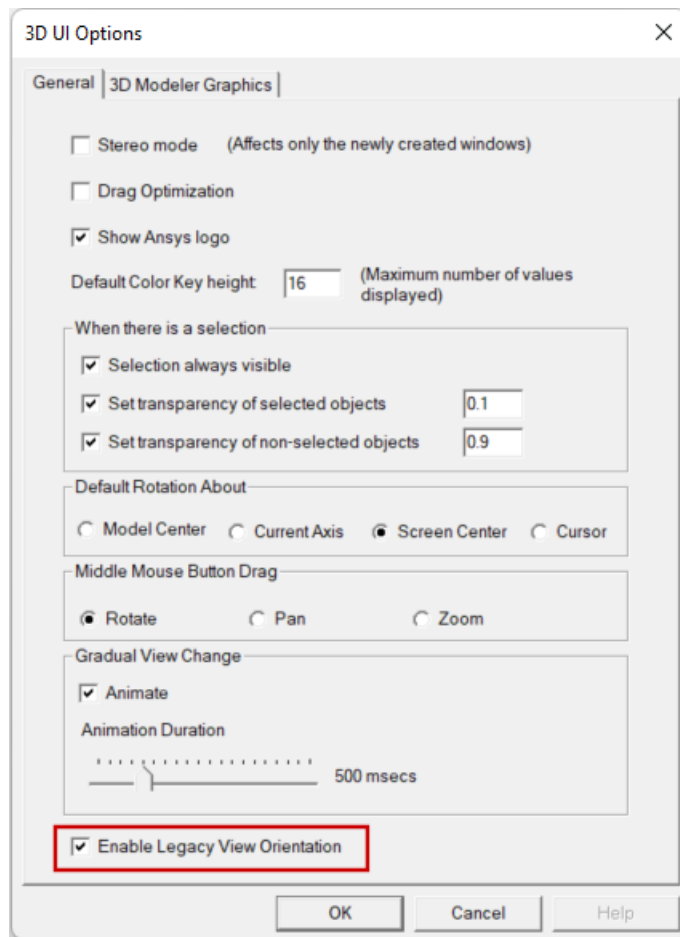 3D UI Options
General
3D Modeler Graphics
Stereo mode (Affects only the newly created windows)
Drag Optimization
Show Ansys logo
Default Color Key height: 16 (Maximum number of values
displayed)
When there is a selection
Selection always visible
Set transparency of selected objects 0.1
Set transparency of non-selected objects 0.9
Default Rotation About
Model Center Current Axis Screen Center Cursor
Middle Mouse Button Drag
Rotate Pan Zoom
Gradual View Change
Animate
Animation Duration
500 msecs
Enable Legacy View Orientation
OK Cancel Help